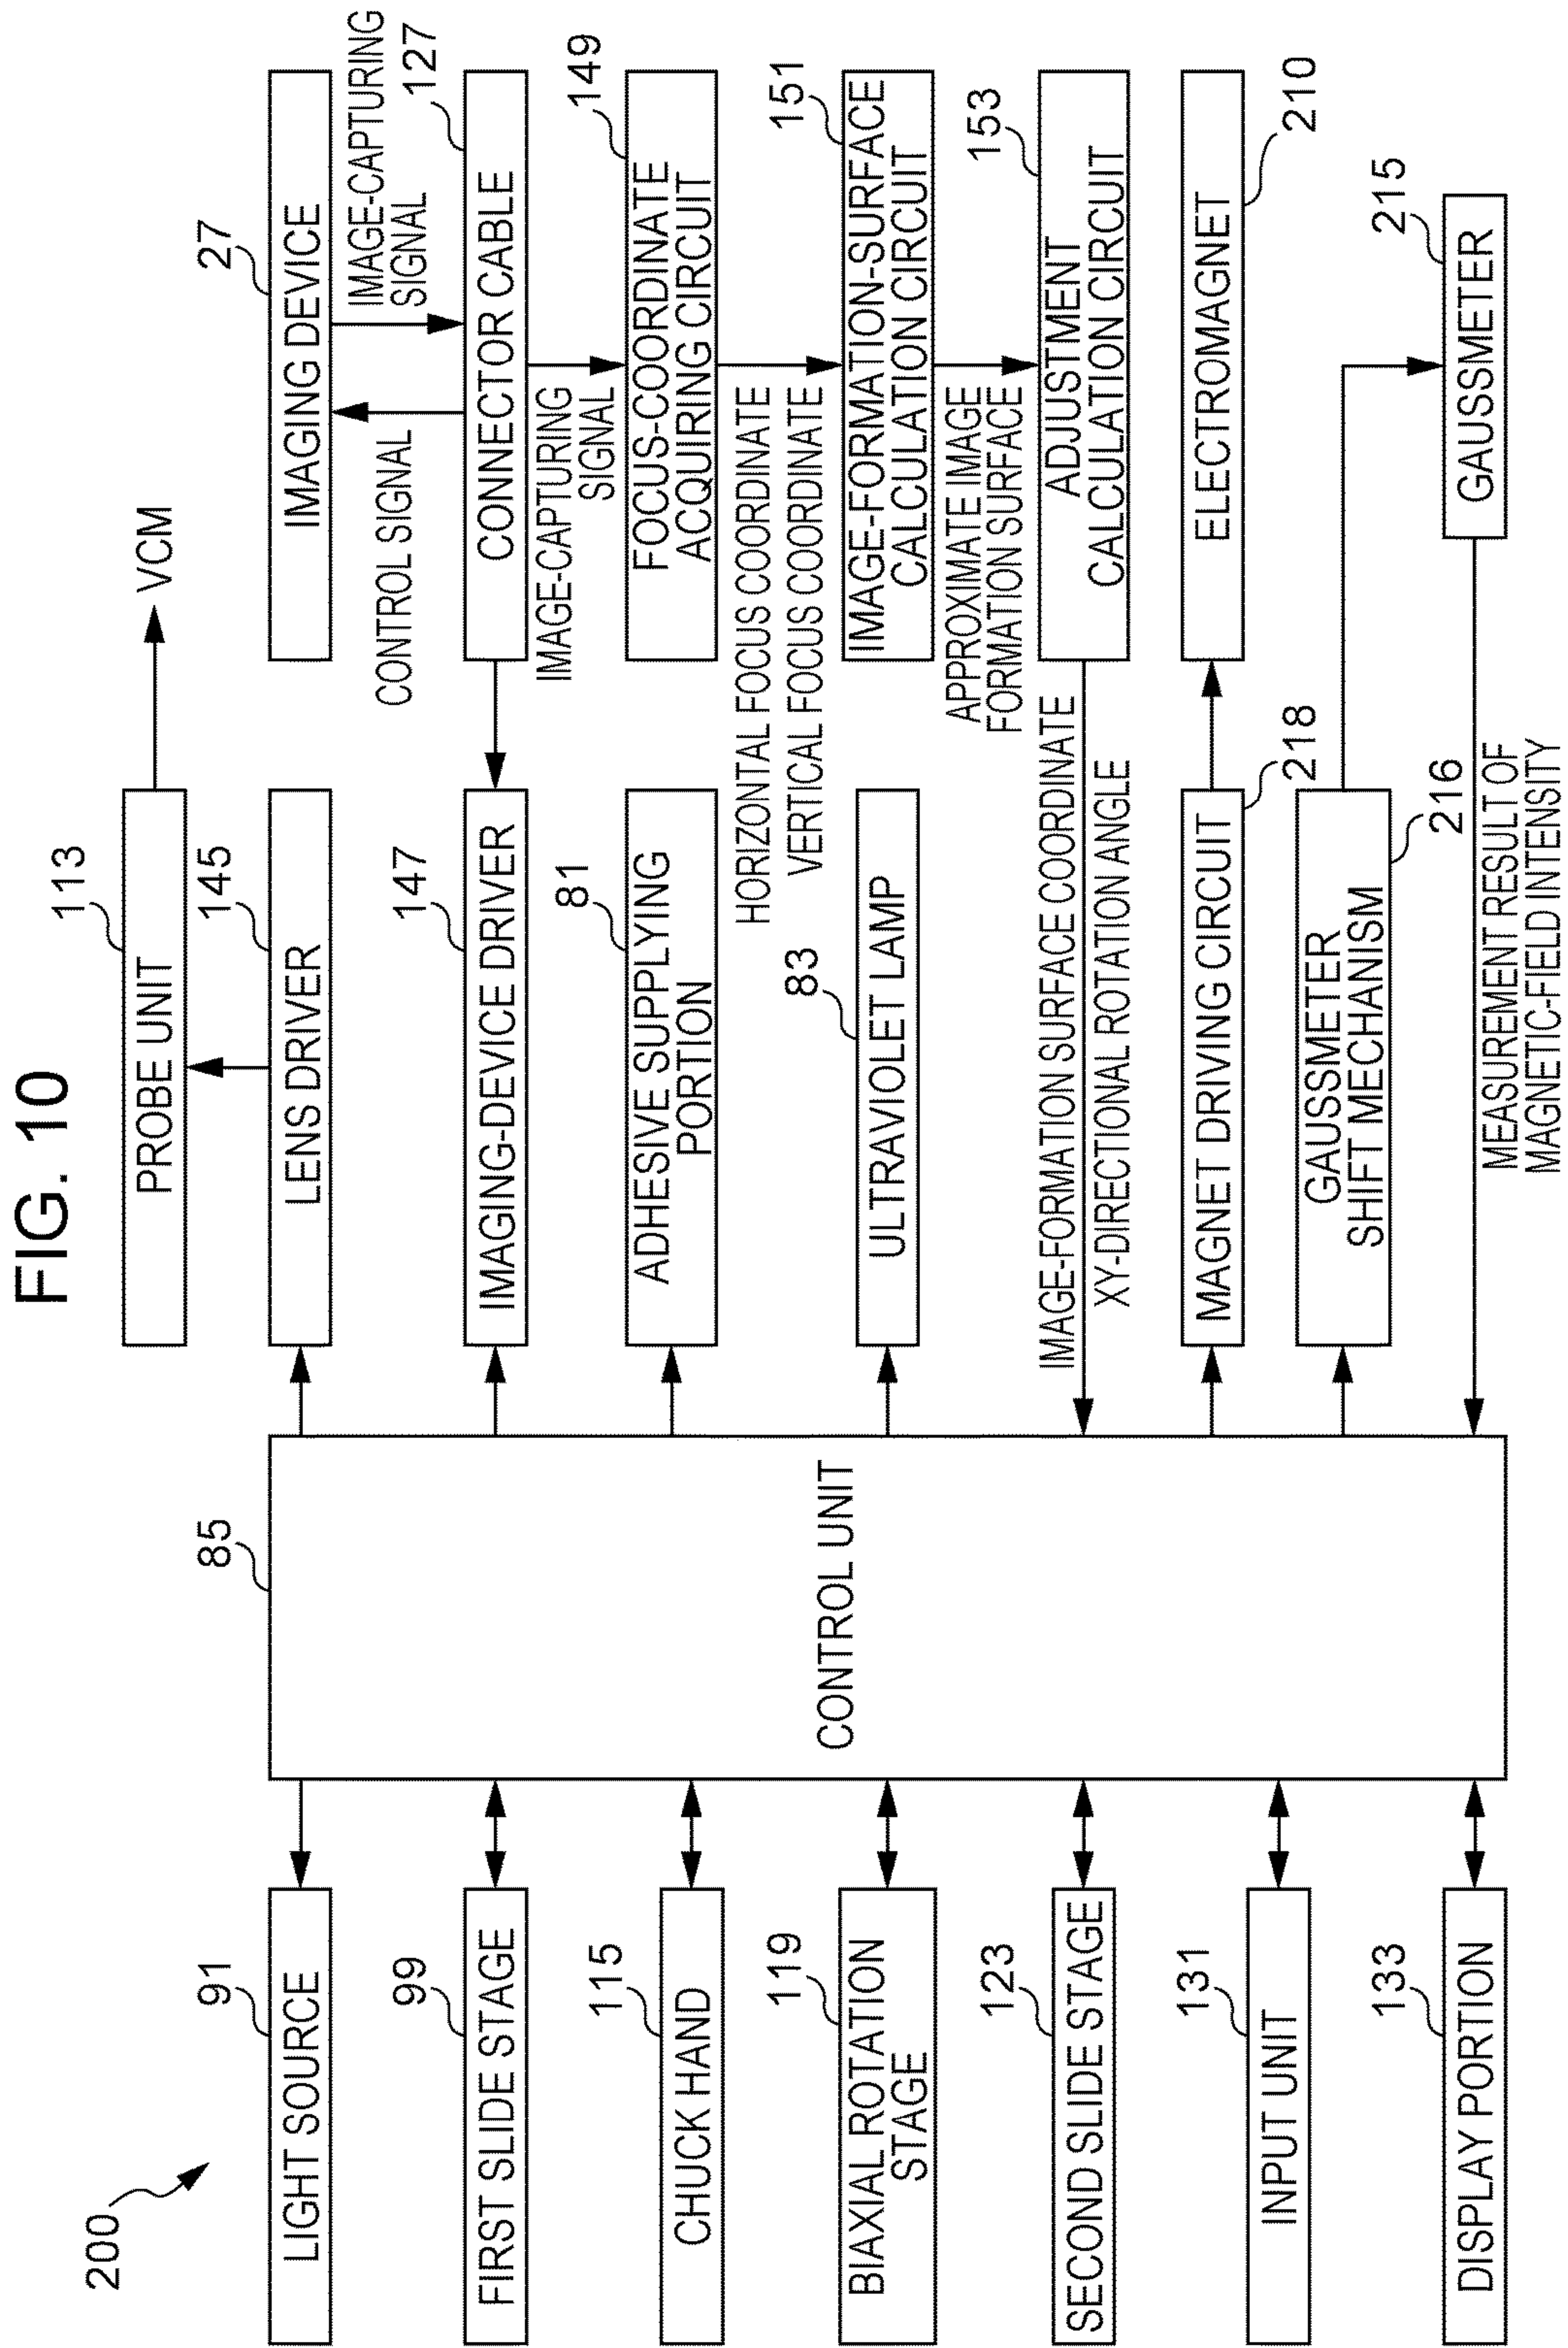 FIG. 10
200
113
PROBE UNIT
VCM
91
LIGHT SOURCE
85
CONTROL UNIT
145
LENS DRIVER
27
IMAGING DEVICE
CONTROL SIGNAL
IMAGE-CAPTURING
SIGNAL
99
FIRST SLIDE STAGE
147
IMAGING-DEVICE DRIVER
127
CONNECTOR CABLE
IMAGE-CAPTURING
SIGNAL
115
CHUCK HAND
81
ADHESIVE SUPPLYING
PORTION
149
FOCUS-COORDINATE
ACQUIRING CIRCUIT
HORIZONTAL FOCUS COORDINATE
VERTICAL FOCUS COORDINATE
119
BIAXIAL ROTATION
STAGE
83
ULTRAVIOLET LAMP
151
IMAGE-FORMATION-SURFACE
CALCULATION CIRCUIT
APPROXIMATE IMAGE
FORMATION SURFACE
123
SECOND SLIDE STAGE
IMAGE-FORMATION SURFACE COORDINATE
XY-DIRECTIONAL ROTATION ANGLE
153
ADJUSTMENT
CALCULATION CIRCUIT
131
INPUT UNIT
MAGNET DRIVING CIRCUIT
218
ELECTROMAGNET
210
GAUSSMETER
SHIFT MECHANISM
216
133
DISPLAY PORTION
215
GAUSSMETER
MEASUREMENT RESULT OF
MAGNETIC-FIELD INTENSITY